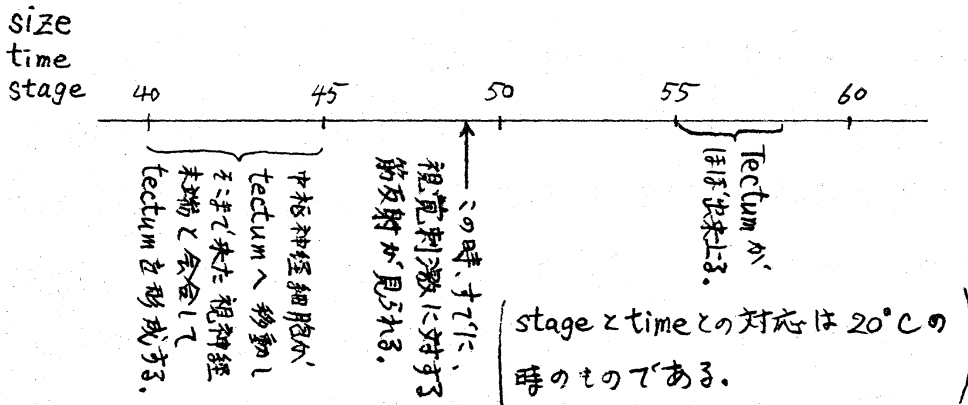 size
time
stage 40 45 50 55 60
中枢神経細胞が
tectumへ移動し
そこまで来た視神経
末端と会合して
tectumを形成する.
この時、すでに、
視覚刺激に対する
筋反射が見られる.
Tectumが、
ほぼ出来上る.
stageとtimeとの対応は20°Cの
時のものである.